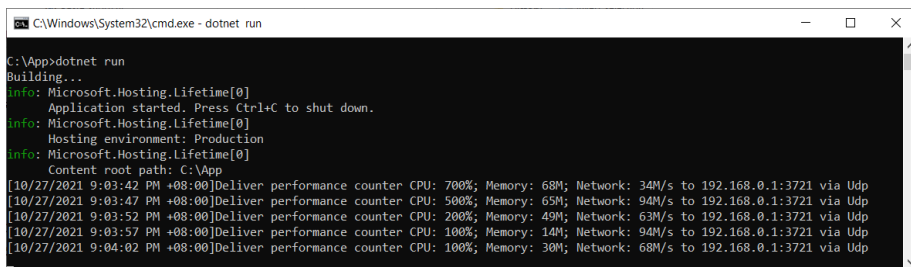 C:\Windows\System32\cmd.exe - dotnet run
C:\App>dotnet run
Building...
info: Microsoft.Hosting.Lifetime[0]
Application started. Press Ctrl+C to shut down.
info: Microsoft.Hosting.Lifetime[0]
Hosting environment: Production
info: Microsoft.Hosting.Lifetime[0]
Content root path: C:\App
[10/27/2021 9:03:42 PM +08:00]Deliver performance counter CPU: 700%; Memory: 68M; Network: 34M/s to 192.168.0.1:3721 via Udp
[10/27/2021 9:03:47 PM +08:00]Deliver performance counter CPU: 500%; Memory: 65M; Network: 94M/s to 192.168.0.1:3721 via Udp
[10/27/2021 9:03:52 PM +08:00]Deliver performance counter CPU: 200%; Memory: 49M; Network: 63M/s to 192.168.0.1:3721 via Udp
[10/27/2021 9:03:57 PM +08:00]Deliver performance counter CPU: 100%; Memory: 14M; Network: 94M/s to 192.168.0.1:3721 via Udp
[10/27/2021 9:04:02 PM +08:00]Deliver performance counter CPU: 100%; Memory: 30M; Network: 68M/s to 192.168.0.1:3721 via Udp